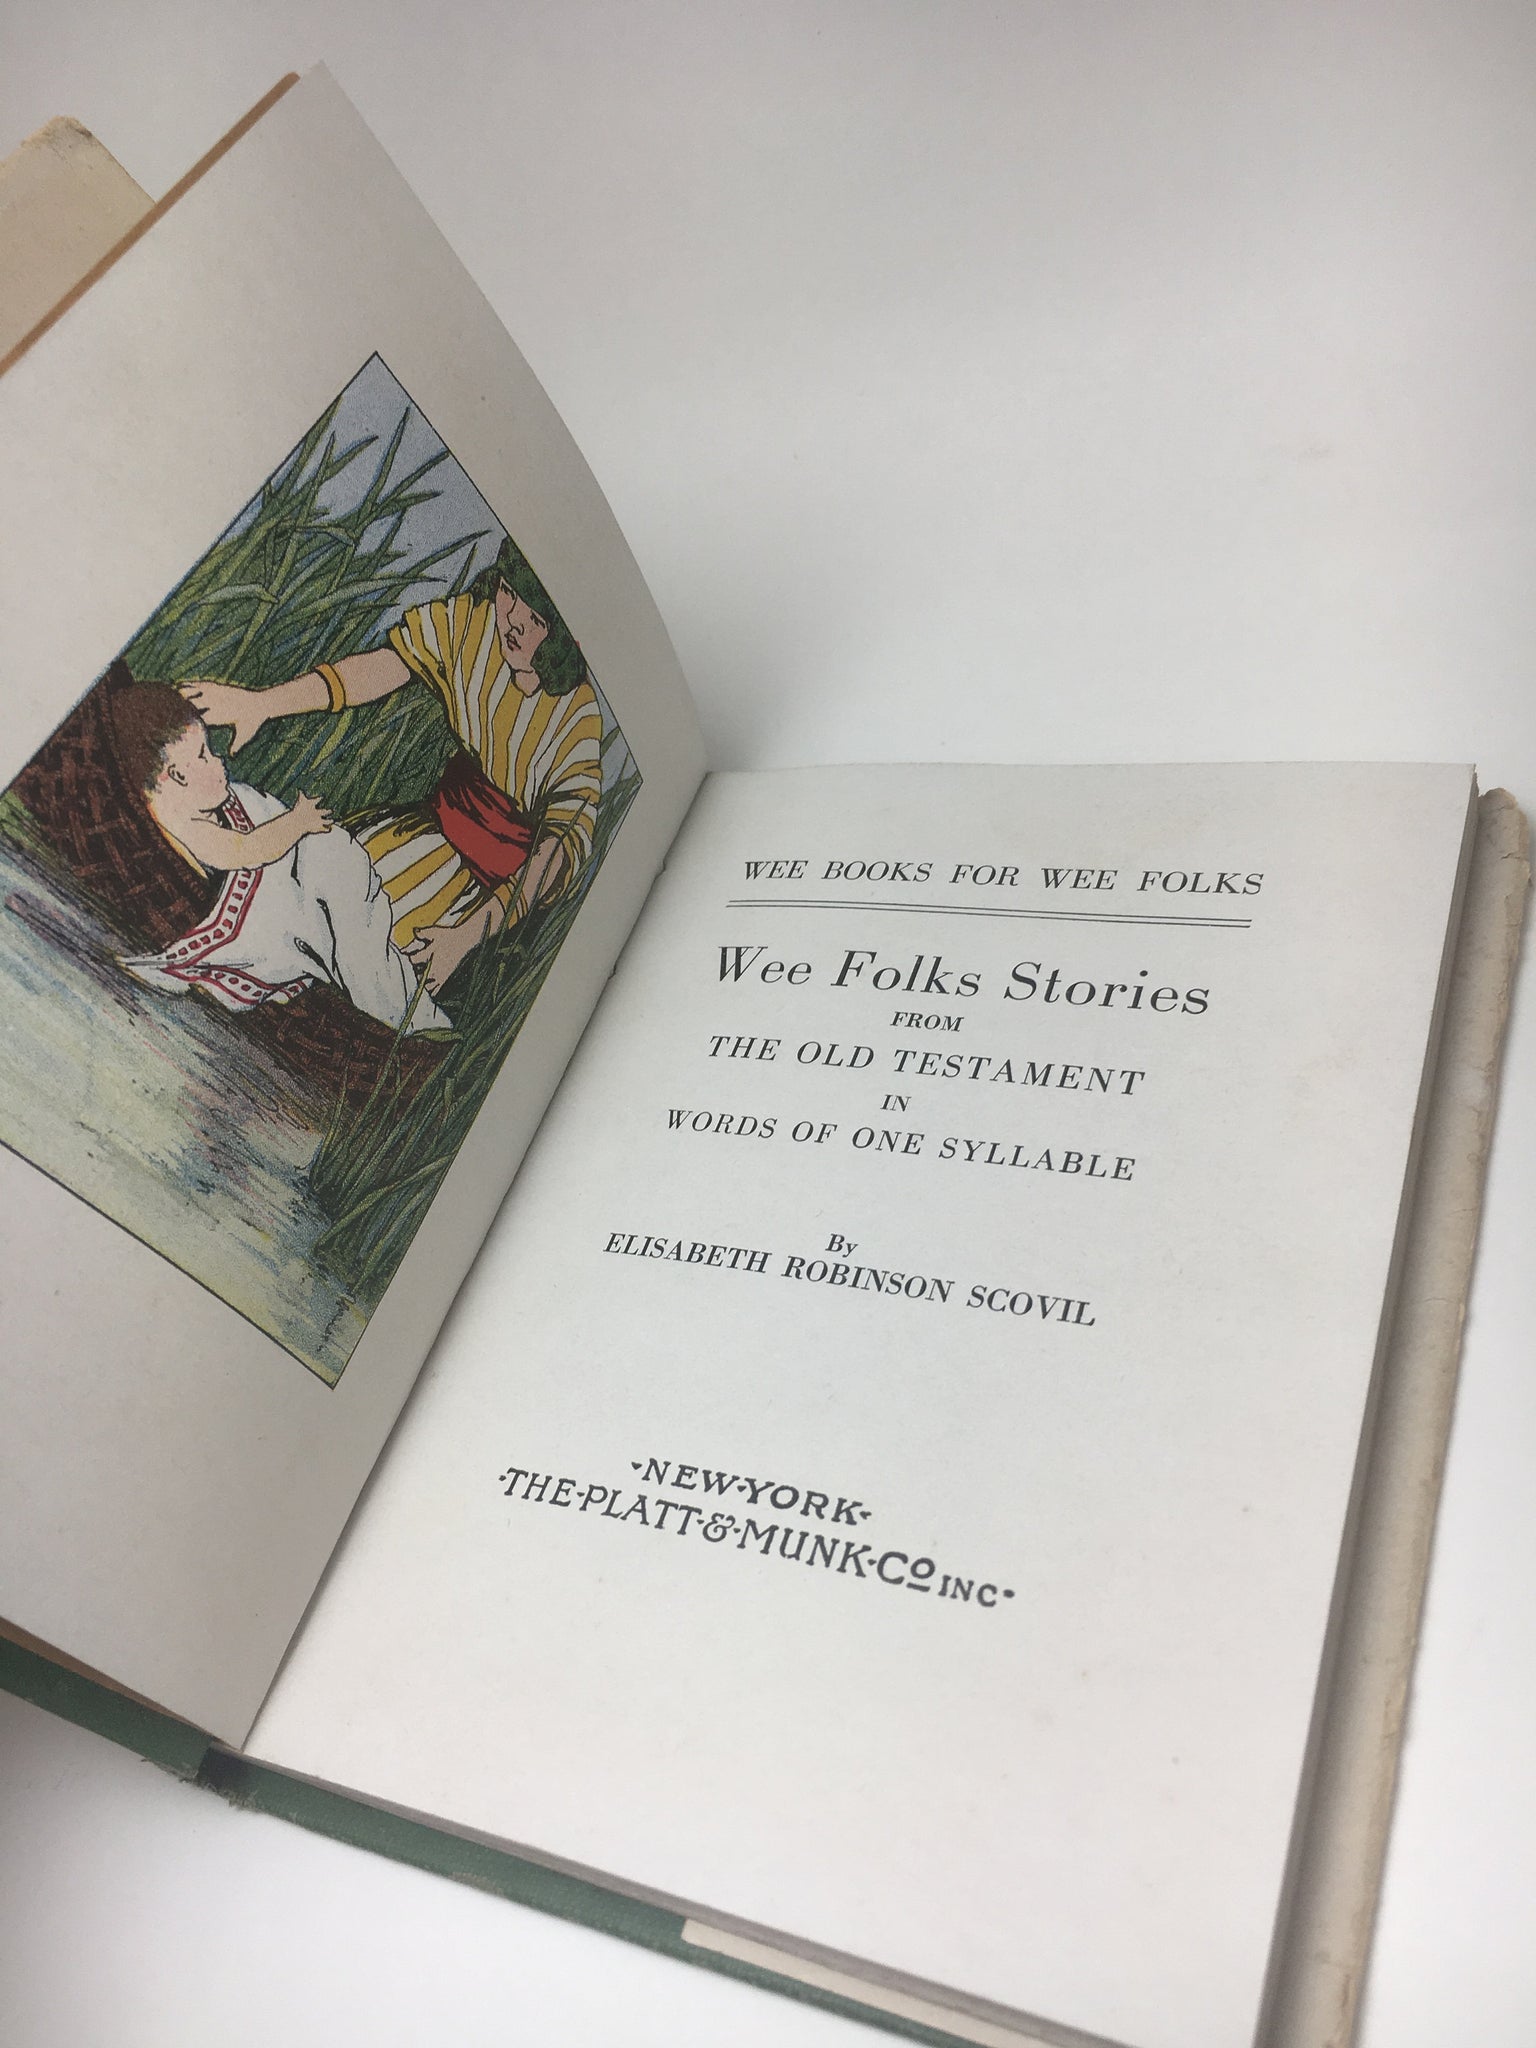 WEE BOOKS FOR WEE FOLKS
Wee Folks Stories
FROM
THE OLD TESTAMENT
IN
WORDS OF ONE SYLLABLE
By
ELISABETH ROBINSON SCOVIL
·NEW·YORK·
·THE·PLATT·&·MUNK·Co INC·